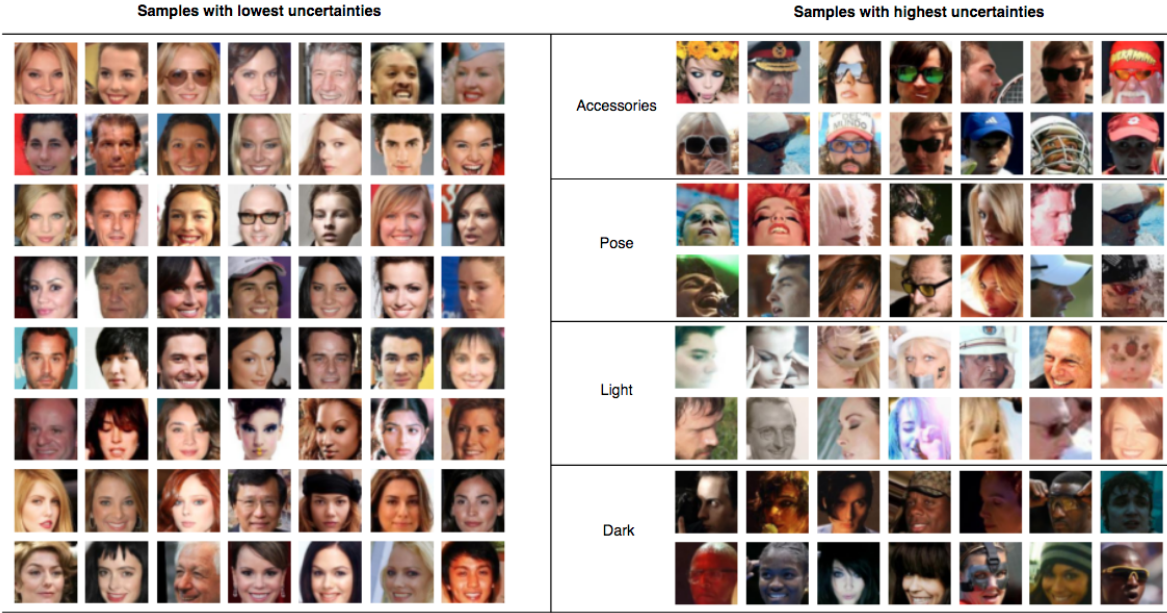 Samples with lowest uncertainties
Samples with highest uncertainties
Accessories
Pose
Light
Dark